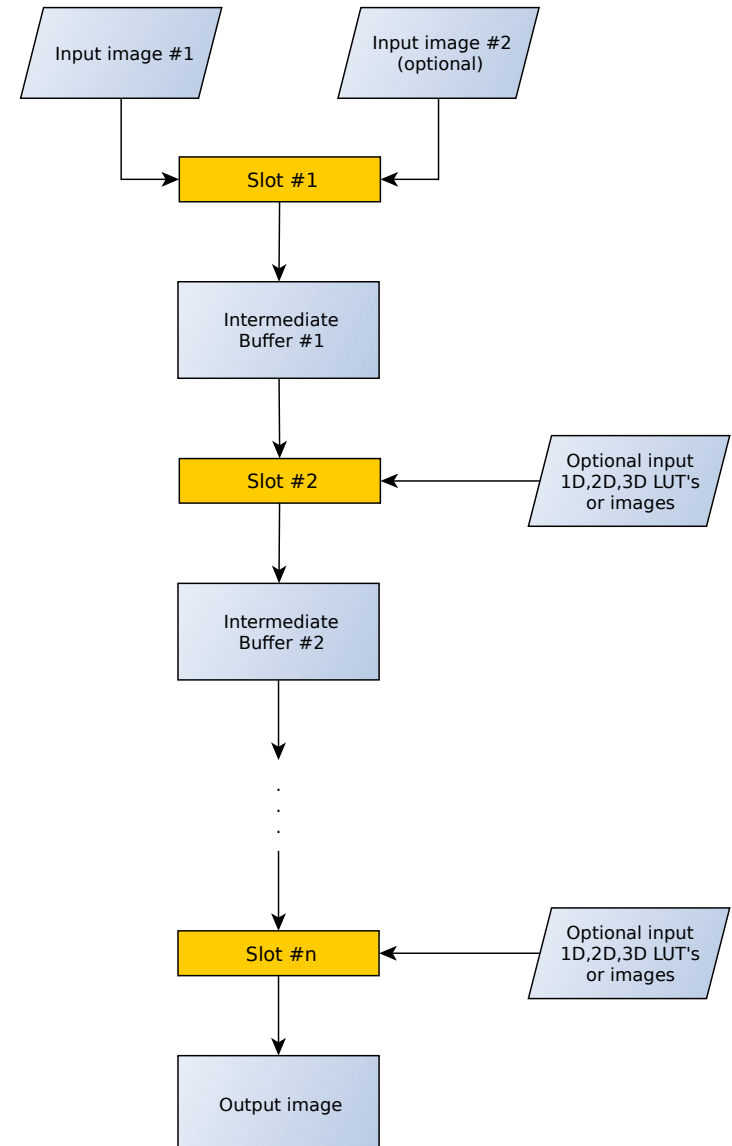 Input image #1
Input image #2
(optional)
Slot #1
Intermediate
Buffer #1
Slot #2
Optional input
1D,2D,3D LUT's
or images
Intermediate
Buffer #2
.
.
.
Slot #n
Optional input
1D,2D,3D LUT's
or images
Output image